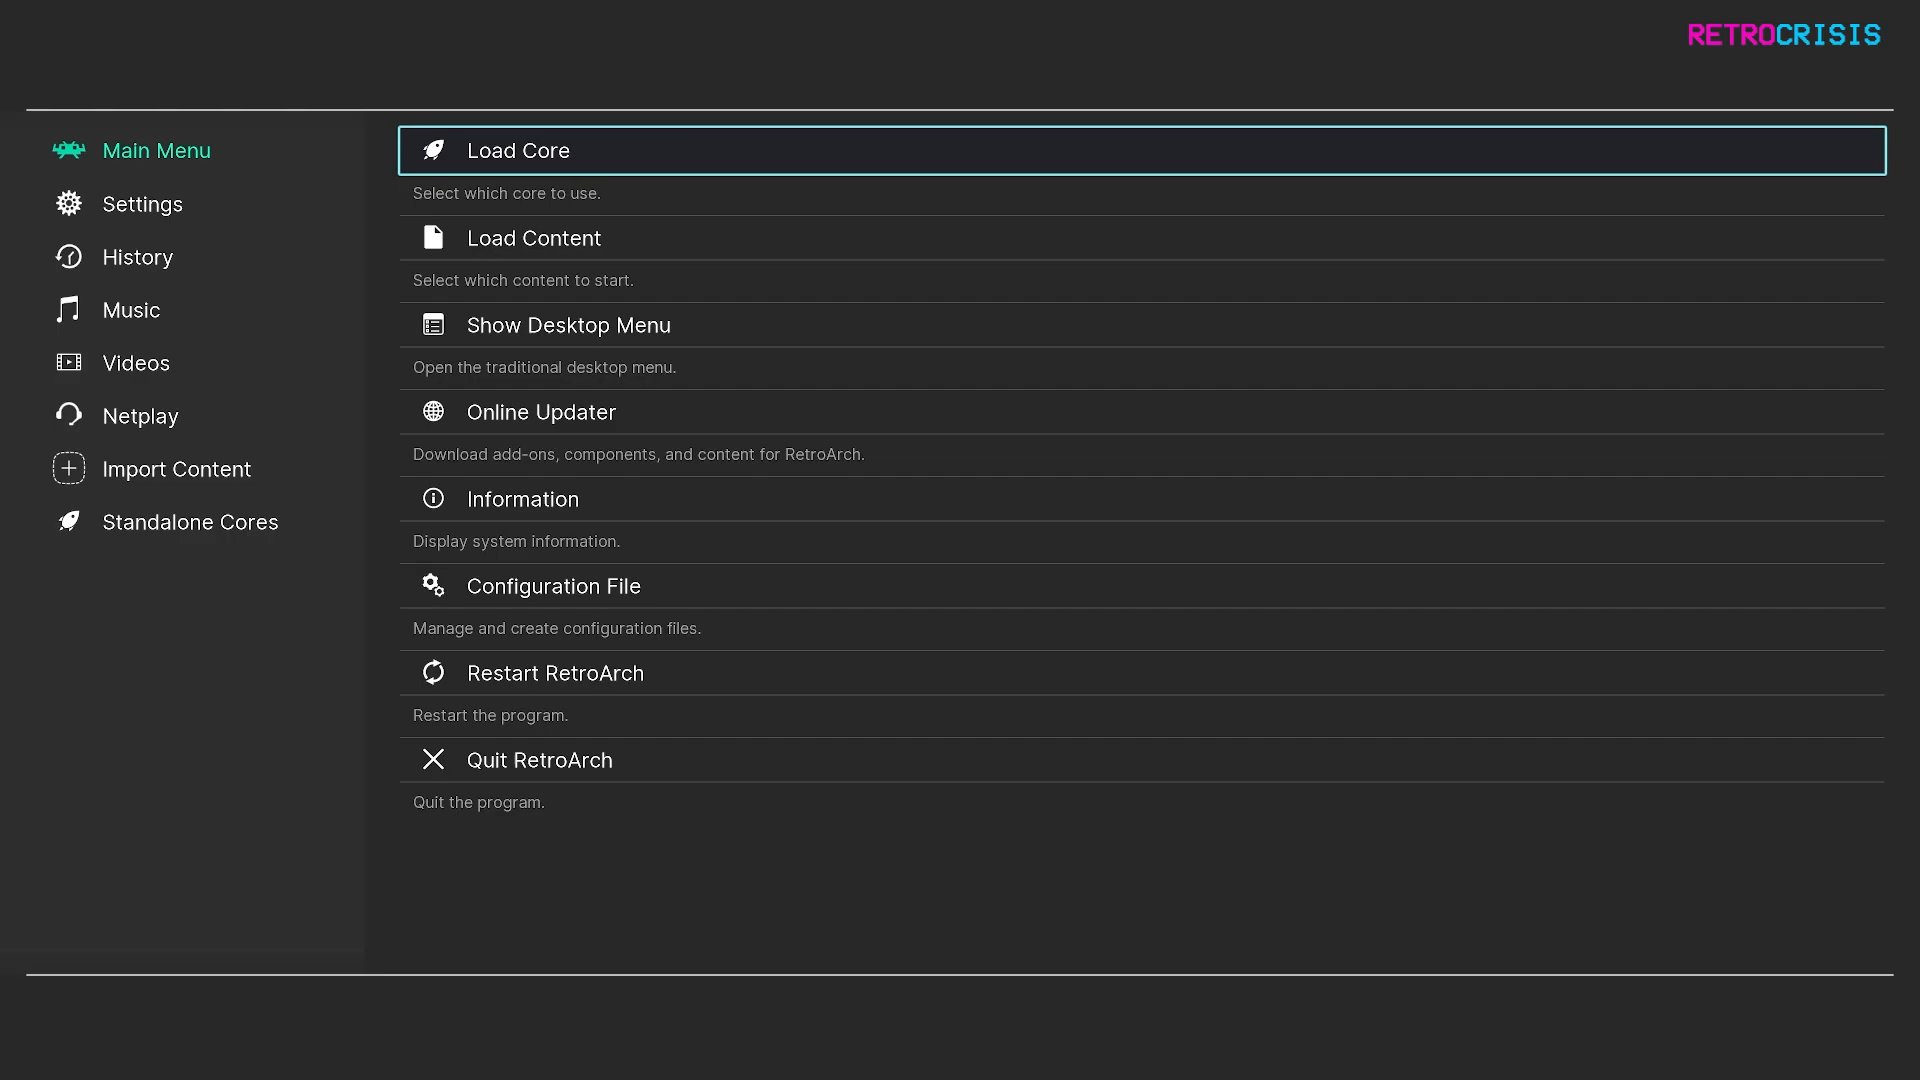 RETROCRISIS
Main Menu
Settings
History
Music
Videos
Netplay
Import Content
Standalone Cores
Load Core
Select which core to use.
Load Content
Select which content to start.
Show Desktop Menu
Open the traditional desktop menu.
Online Updater
Download add-ons, components, and content for RetroArch.
Information
Display system information.
Configuration File
Manage and create configuration files.
Restart RetroArch
Restart the program.
Quit RetroArch
Quit the program.